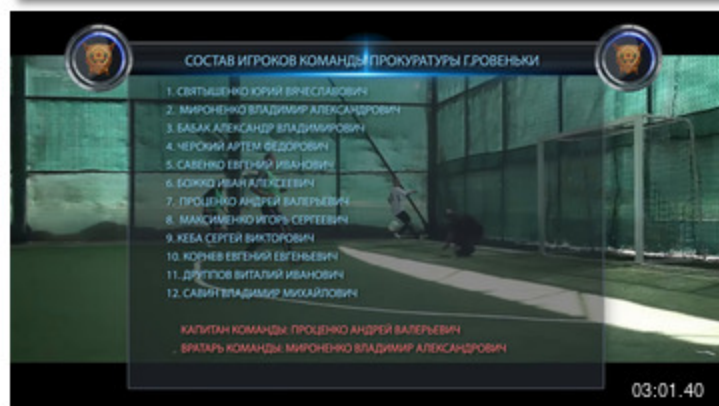 СОСТАВ ИГРОКОВ КОМАНДЫ ПРОКУРАТУРЫ Г.РОВЕНЬКИ
1. СВЯТЫШЕНКО ЮРИЙ ВЯЧЕСЛАВОВИЧ
2. МИРОНЕНКО ВЛАДИМИР АЛЕКСАНДРОВИЧ
3. БАБАК АЛЕКСАНДР ВЛАДИМИРОВИЧ
4. ЧЕРСКИЙ АРТЕМ ФЕДОРОВИЧ
5. САВЕНКО ЕВГЕНИЙ ИВАНОВИЧ
6. БОЖКО ИВАН АЛЕКСЕЕВИЧ
7. ПРОЦЕНКО АНДРЕЙ ВАЛЕРЬЕВИЧ
8. МАКСИМЕНКО ИГОРЬ СЕРГЕЕВИЧ
9. КЕБА СЕРГЕЙ ВИКТОРОВИЧ
10. КОРНЕВ ЕВГЕНИЙ ЕВГЕНЬЕВИЧ
11. ДРУППОВ ВИТАЛИЙ ИВАНОВИЧ
12. САВИН ВЛАДИМИР МИХАЙЛОВИЧ
КАПИТАН КОМАНДЫ: ПРОЦЕНКО АНДРЕЙ ВАЛЕРЬЕВИЧ
. ВРАТАРЬ КОМАНДЫ: МИРОНЕНКО ВЛАДИМИР АЛЕКСАНДРОВИЧ
03:01.40